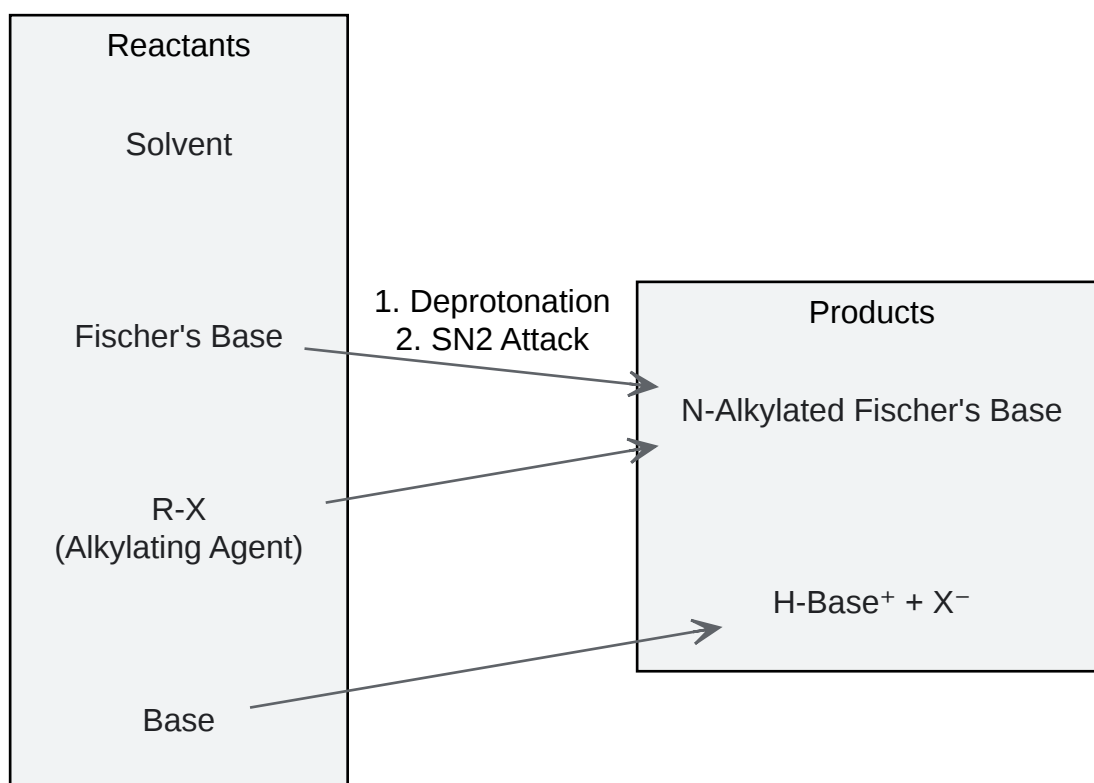 Reactants
Solvent
Fischer's Base
R-X
(Alkylating Agent)
Base
1. Deprotonation
2. SN2 Attack
Products
N-Alkylated Fischer's Base
H-Base⁺ + X⁻